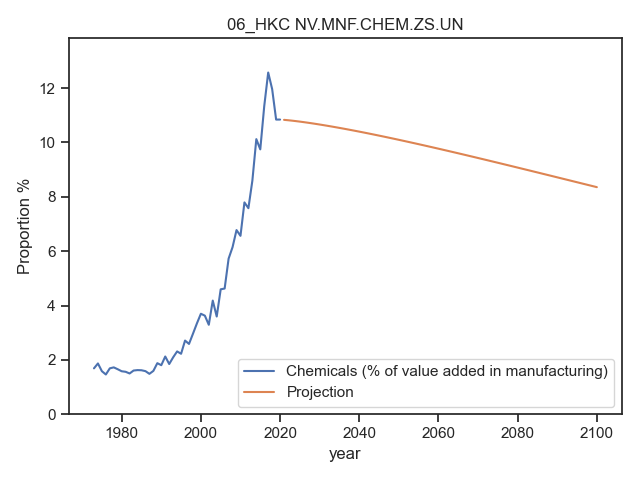 06_HKC NV.MNF.CHEM.ZS.UN
Proportion %
12
10
8
6
4
2
0
Chemicals (% of value added in manufacturing)
Projection
1980 2000 2020 2040 2060 2080 2100
year